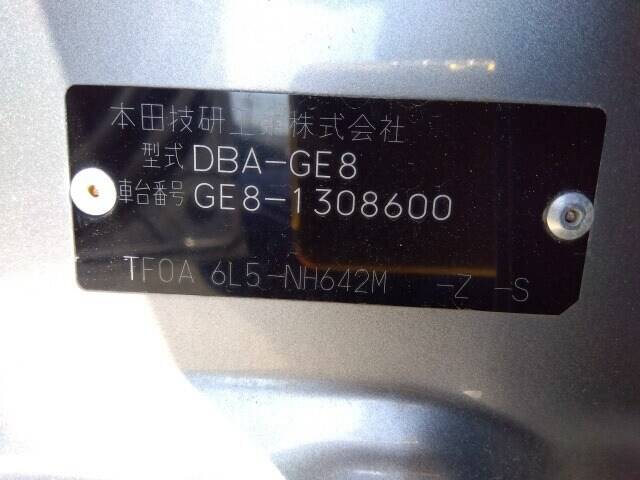 本田技研工業株式会社
型式 DBA-GE8
車台番号 GE8-1308600
TF0A 6L5-NH642M -Z -S